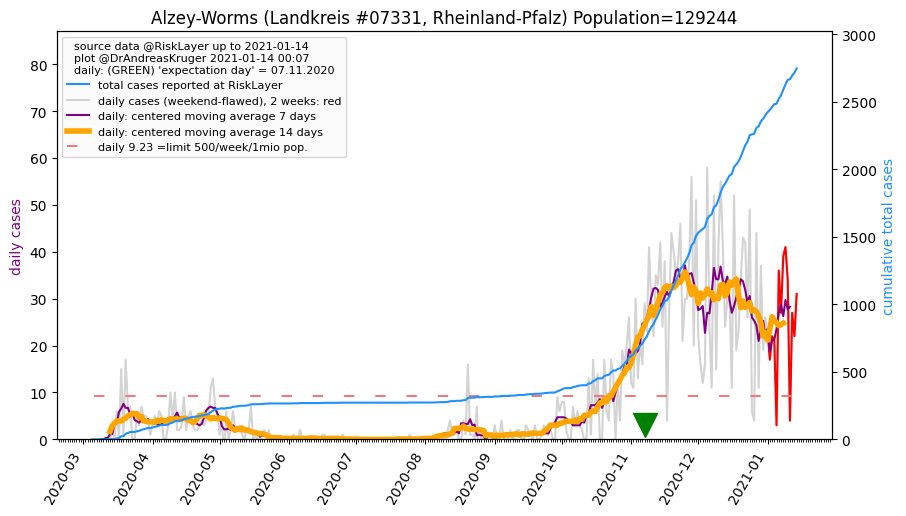 Alzey-Worms (Landkreis #07331, Rheinland-Pfalz) Population=129244
source data @RiskLayer up to 2021-01-14
plot @DrAndreasKruger 2021-01-14 00:07
daily: (GREEN) 'expectation day' = 07.11.2020
total cases reported at RiskLayer
daily cases (weekend-flawed), 2 weeks: red
daily: centered moving average 7 days
daily: centered moving average 14 days
daily 9.23 =limit 500/week/1mio pop.
daily cases
80
70
60
50
40
30
20
10
0
cumulative total cases
3000
2500
2000
1500
1000
500
0
2020-03
2020-04
2020-05
2020-06
2020-07
2020-08
2020-09
2020-10
2020-11
2020-12
2021-01